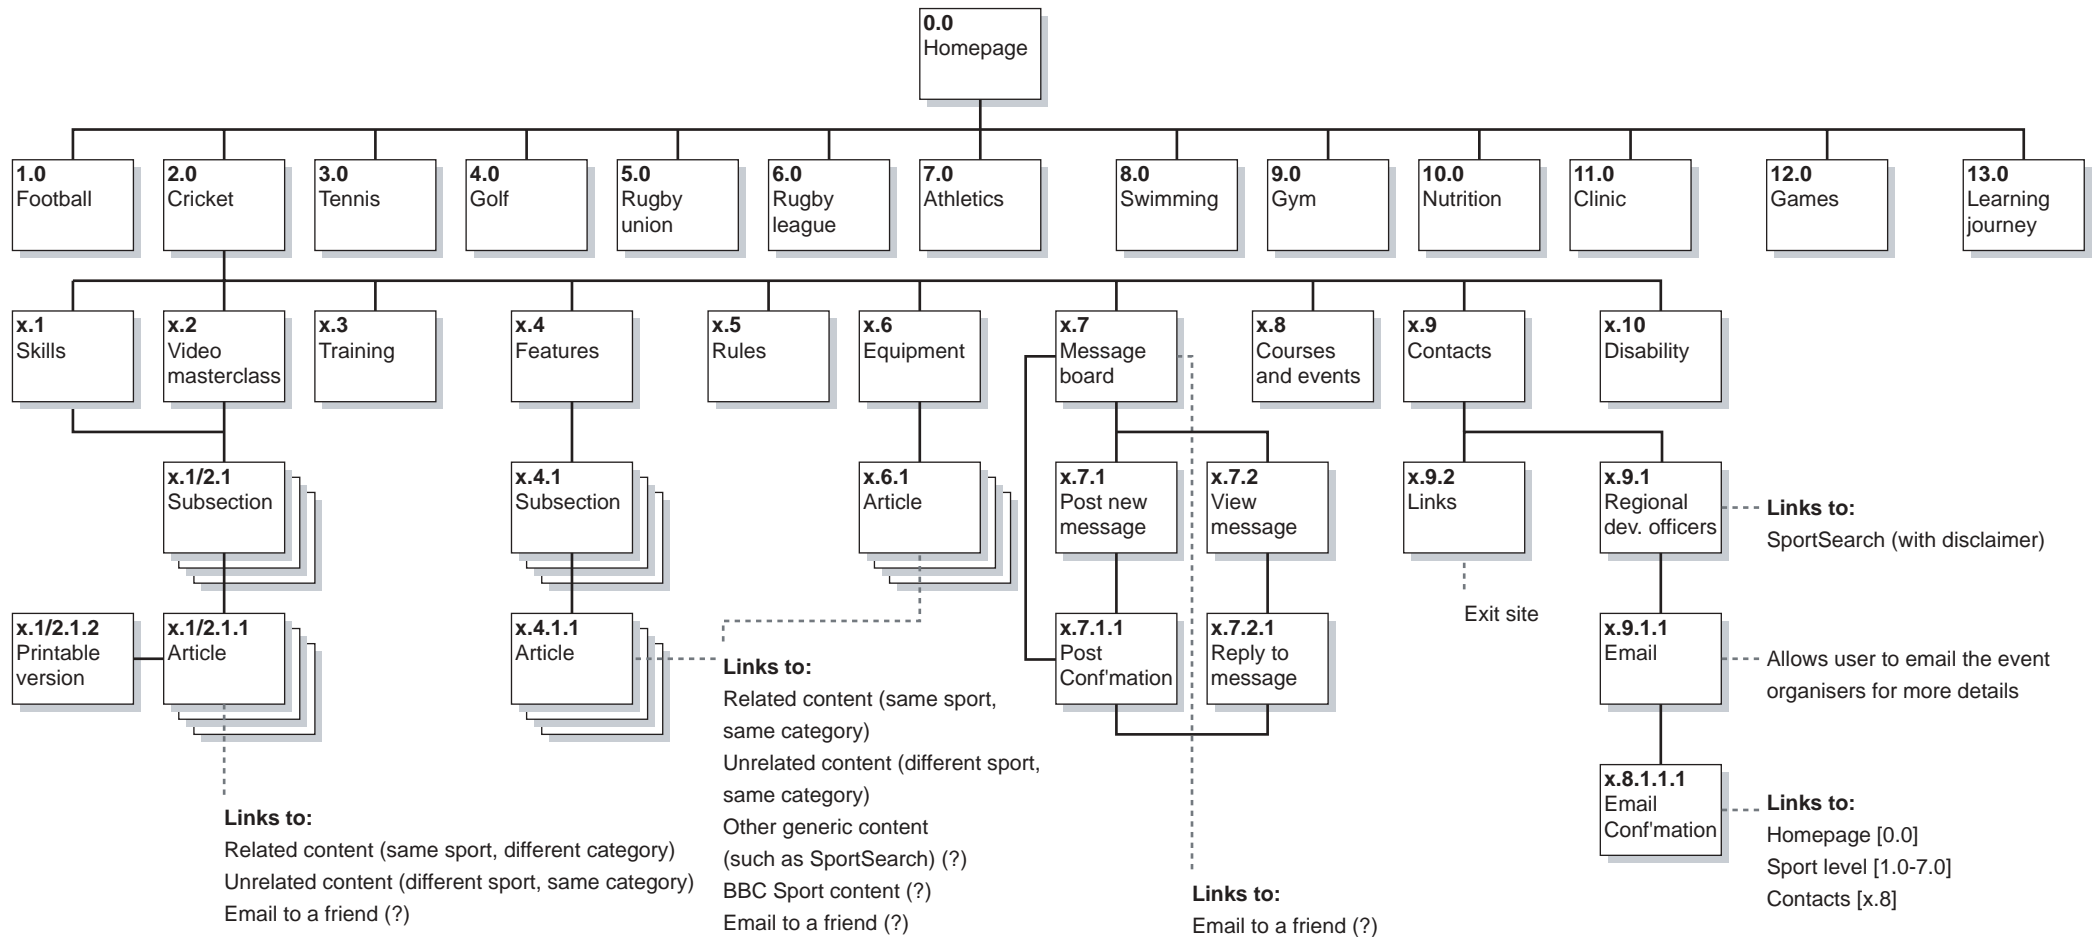 0.0
Homepage
1.0
Football
2.0
Cricket
3.0
Tennis
4.0
Golf
5.0
Rugby
union
6.0
Rugby
league
7.0
Athletics
8.0
Swimming
9.0
Gym
10.0
Nutrition
11.0
Clinic
12.0
Games
13.0
Learning
journey
x.1
Skills
x.2
Video
masterclass
x.3
Training
x.4
Features
x.5
Rules
x.6
Equipment
x.7
Message
board
x.8
Courses
and events
x.9
Contacts
x.10
Disability
x.1/2.1
Subsection
x.4.1
Subsection
x.6.1
Article
x.7.1
Post new
message
x.7.2
View
message
x.9.2
Links
x.9.1
Regional
dev. officers
Links to:
SportSearch (with disclaimer)
Exit site
x.1/2.1.2
Printable
version
x.1/2.1.1
Article
x.4.1.1
Article
Links to:
Related content (same sport,
same category)
Unrelated content (different sport,
same category)
Other generic content
(such as SportSearch) (?)
BBC Sport content (?)
Email to a friend (?)
x.7.1.1
Post
Conf'mation
x.7.2.1
Reply to
message
x.9.1.1
Email
Allows user to email the event
organisers for more details
x.8.1.1.1
Email
Conf'mation
Links to:
Homepage [0.0]
Sport level [1.0-7.0]
Contacts [x.8]
Links to:
Related content (same sport, different category)
Unrelated content (different sport, same category)
Email to a friend (?)
Links to:
Email to a friend (?)